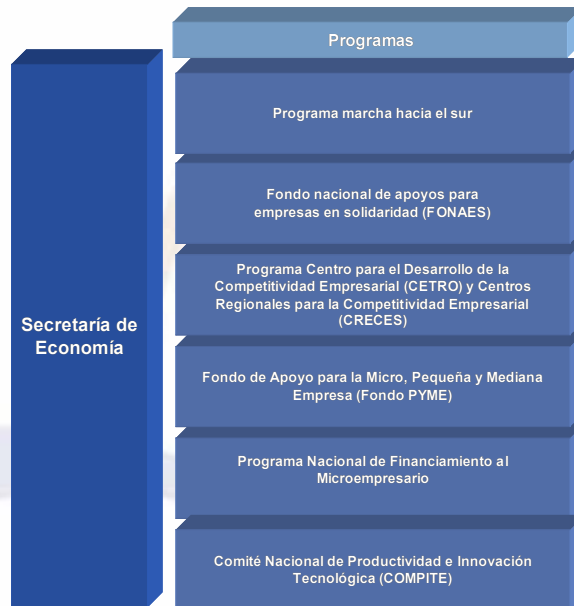 Programas
Secretaría de
Economía
Programa marcha hacia el sur
Fondo nacional de apoyos para
empresas en solidaridad (FONAES)
Programa Centro para el Desarrollo de la
Competitividad Empresarial (CETRO) y Centros
Regionales para la Competitividad Empresarial
(CRECES)
Fondo de Apoyo para la Micro, Pequeña y Mediana
Empresa (Fondo PYME)
Programa Nacional de Financiamiento al
Microempresario
Comité Nacional de Productividad e Innovación
Tecnológica (COMPITE)